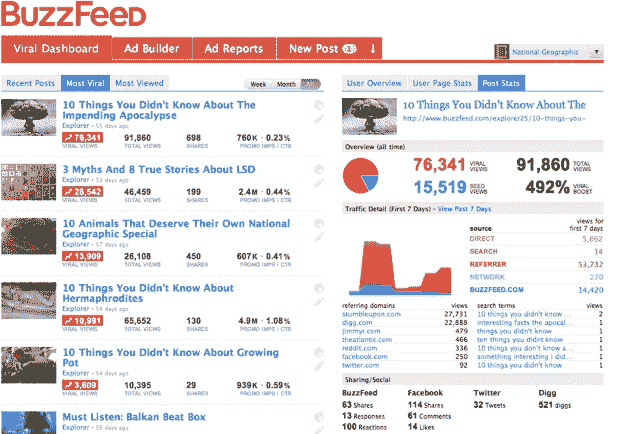 BuzzFeed
Viral Dashboard
Ad Builder
Ad Reports
New Post
National Geographic
Recent Posts
Most Viral
Most Viewed
Week
Month
10 Things You Didn't Know About The
Impending Apocalypse
Explorer • 55 days ago
76,341 91,860 698 760K • 0.23%
VIRAL VIEWS TOTAL VIEWS SHARES PROMO IMPS / CTR
3 Myths And 8 True Stories About LSD
Explorer • 53 days ago
28,542 46,459 199 2.4M • 0.44%
VIRAL VIEWS TOTAL VIEWS SHARES PROMO IMPS / CTR
10 Animals That Deserve Their Own National
Geographic Special
Explorer • 57 days ago
13,909 26,108 450 607K • 0.41%
VIRAL VIEWS TOTAL VIEWS SHARES PROMO IMPS / CTR
10 Things You Didn't Know About
Hermaphrodites
Explorer • 54 days ago
10,991 65,652 130 4.9M • 1.08%
VIRAL VIEWS TOTAL VIEWS SHARES PROMO IMPS / CTR
10 Things You Didn't Know About Growing
Pot
Explorer • 54 days ago
3,609 10,395 29 939K • 0.59%
VIRAL VIEWS TOTAL VIEWS SHARES PROMO IMPS / CTR
Must Listen: Balkan Beat Box
User Overview
User Page Stats
Post Stats
10 Things You Didn't Know About The
http://www.buzzfeed.com/explorer25/10-things-you-
Overview (all time)
76,341 VIRAL VIEWS 91,860 TOTAL VIEWS
15,519 SEED VIEWS 492% VIRAL BOOST
Traffic Detail (First 7 Days) - View Past 7 Days
source views for first 7 days
DIRECT 5,662
SEARCH 14
REFERRER 53,732
NETWORK 270
BUZZFEED.COM 14,420
referring domains views search terms views
stumbleupon.com 27,731 10 things you didn't know ... 2
digg.com 22,888 interesting facts the apocal... 1
jimmyr.com 479 things you didn't know 1
theatlantic.com 466 ten things you didnt know 1
reddit.com 336 10 things you don't know a... 1
facebook.com 250 something interesting i did... 1
twitter.com 92 10 things you didn't know 1
Sharing/Social
BuzzFeed Facebook Twitter Digg
63 Shares 114 Shares 32 Tweets 521 diggs
13 Responses 61 Comments
100 Reactions 14 Likes